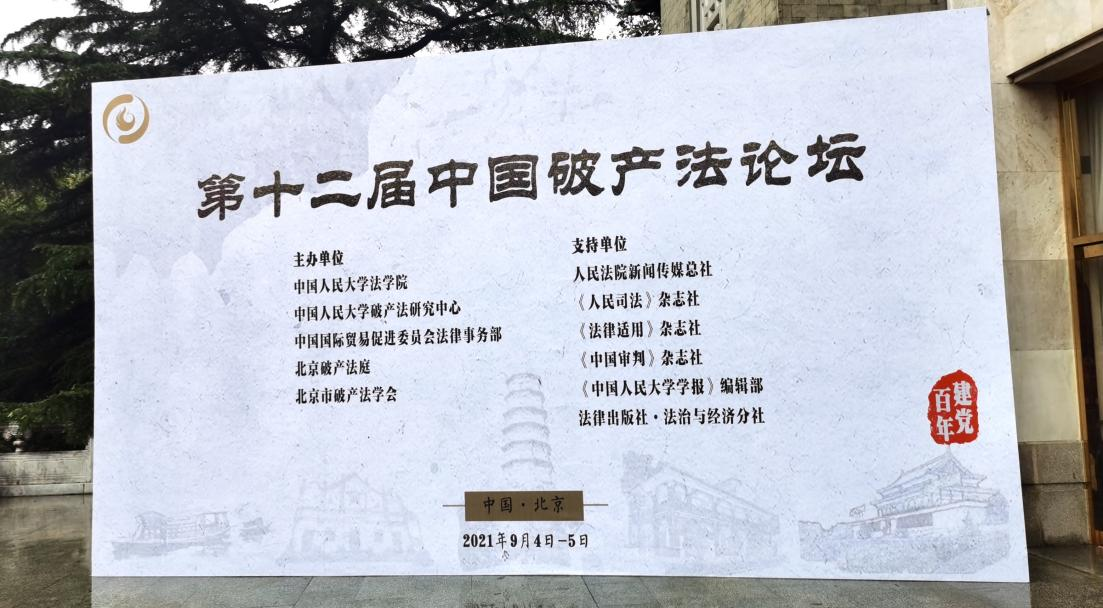 第十二届中国破产法论坛
主办单位
中国人民大学法学院
中国人民大学破产法研究中心
中国国际贸易促进委员会法律事务部
北京破产法庭
北京市破产法学会
支持单位
人民法院新闻传媒总社
《人民司法》杂志社
《法律适用》杂志社
《中国审判》杂志社
《中国人民大学学报》编辑部
法律出版社·法治与经济分社
建党
百年
中国·北京
2021年9月4日-5日